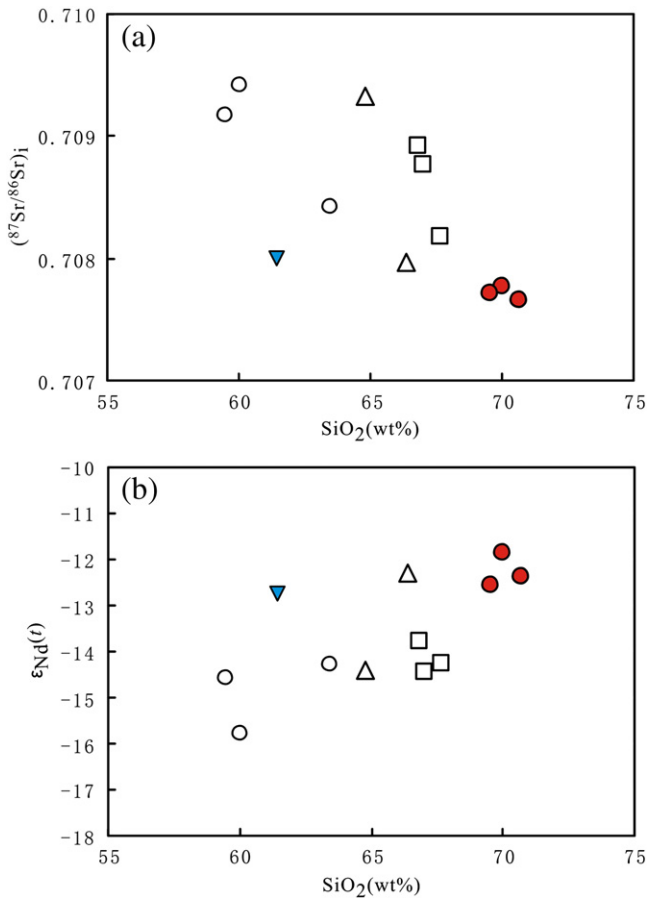 (a)
0.710
0.709
0.708
0.707
(⁸⁷Sr/⁸⁶Sr)i
55 60 65 70 75
SiO2(wt%)
(b)
-10
-11
-12
-13
-14
-15
-16
-17
-18
εNd(t)
55 60 65 70 75
SiO2(wt%)